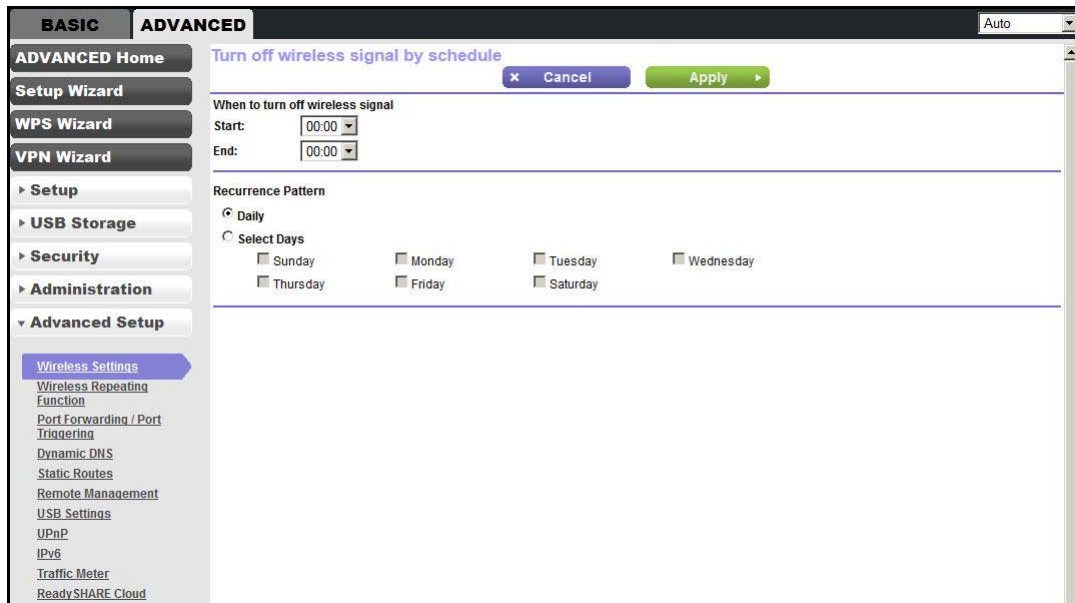 BASIC
ADVANCED
Auto
ADVANCED Home
Setup Wizard
WPS Wizard
VPN Wizard
Setup
USB Storage
Security
Administration
Advanced Setup
Wireless Settings
Wireless Repeating
Function
Port Forwarding / Port
Triggering
Dynamic DNS
Static Routes
Remote Management
USB Settings
UPnP
IPv6
Traffic Meter
ReadySHARE Cloud
Turn off wireless signal by schedule
Cancel
Apply
When to turn off wireless signal
Start: 00:00
End: 00:00
Recurrence Pattern
Daily
Select Days
Sunday Monday Tuesday Wednesday
Thursday Friday Saturday